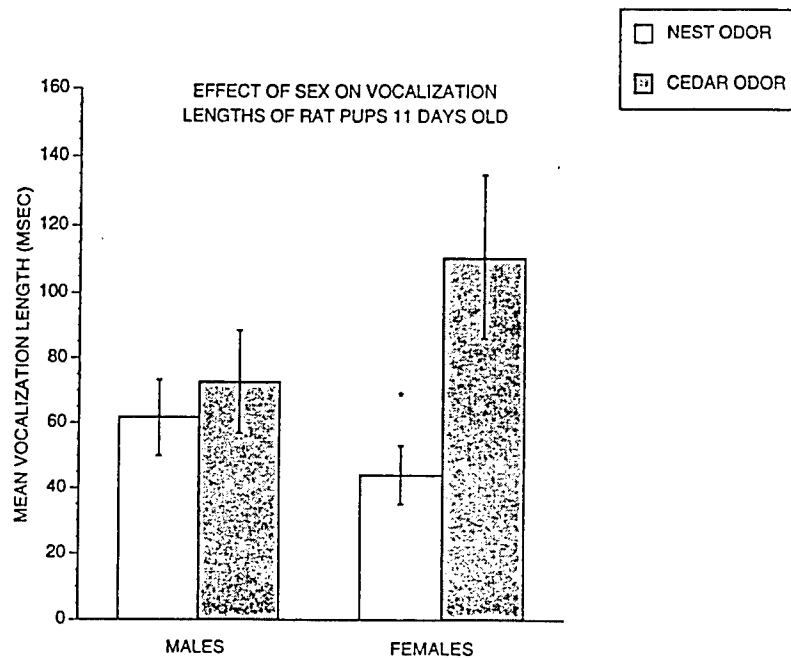 NEST ODOR
CEDAR ODOR
EFFECT OF SEX ON VOCALIZATION
LENGTHS OF RAT PUPS 11 DAYS OLD
MEAN VOCALIZATION LENGTH (MSEC)
160
140
120
100
80
60
40
20
0
MALES
FEMALES